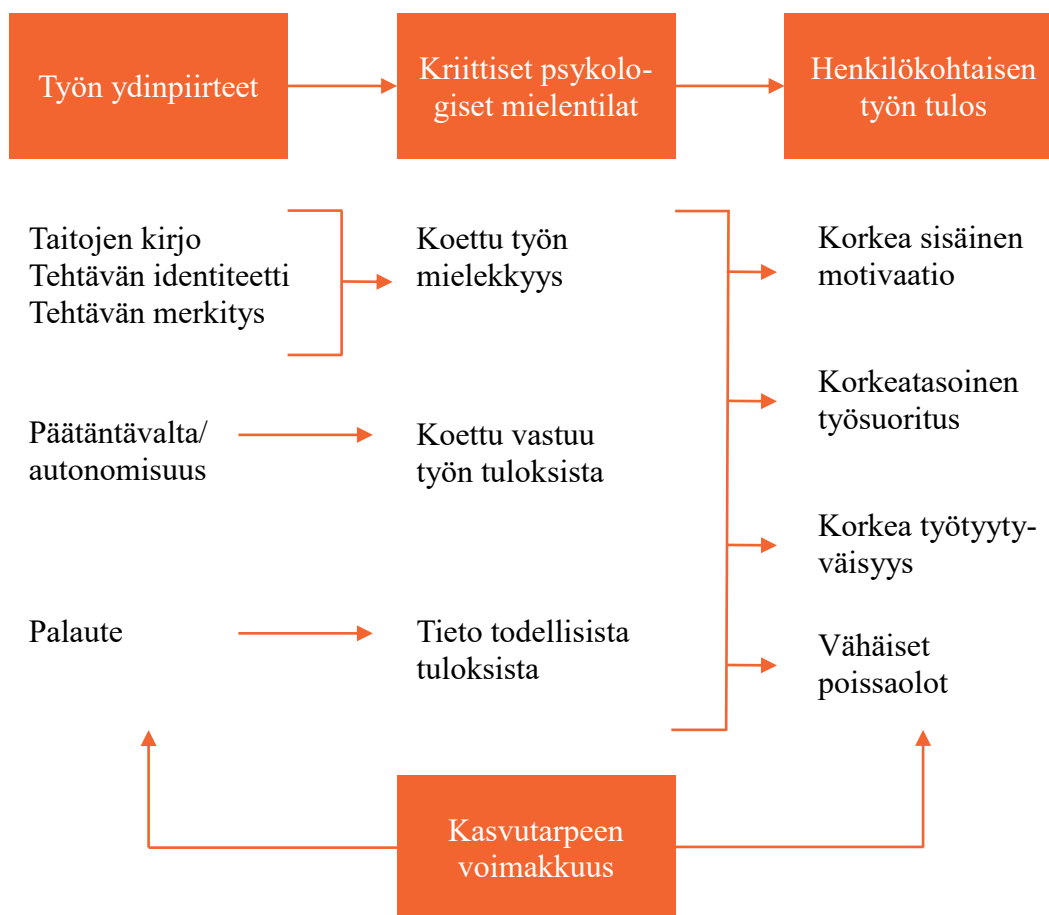 Työn ydinpiirteet
Kriittiset psykolo-
giset mielentilat
Henkilökohtaisen
työn tulos
Taitojen kirjo
Tehtävän identiteetti
Tehtävän merkitys
Koettu työn
mielekkyys
Korkea sisäinen
motivaatio
Korkeatasoinen
työsuoritus
Päätäntävalta/
autonomisuus
Koettu vastuu
työn tuloksista
Korkea työtyyty-
väisyys
Palaute
Tieto todellisista
tuloksista
Vähäiset
poissaolot
Kasvutarpeen
voimakkuus